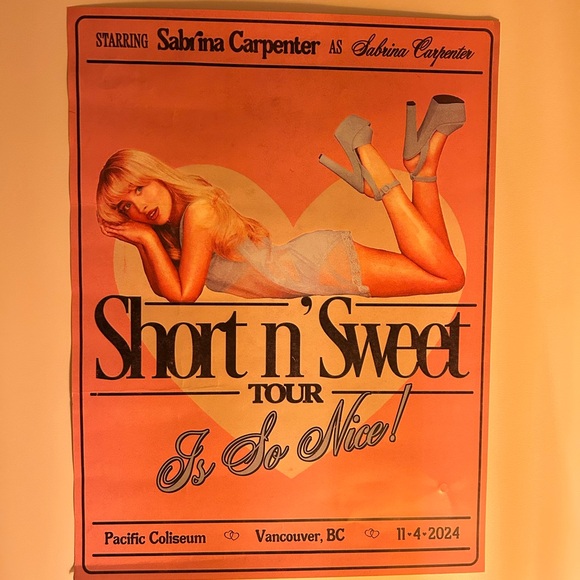 STARRING Sabrina Carpenter AS Sabrina Carpenter
Short n' Sweet
TOUR
Is So Nice!
Pacific Coliseum Vancouver, BC 11•4•2024